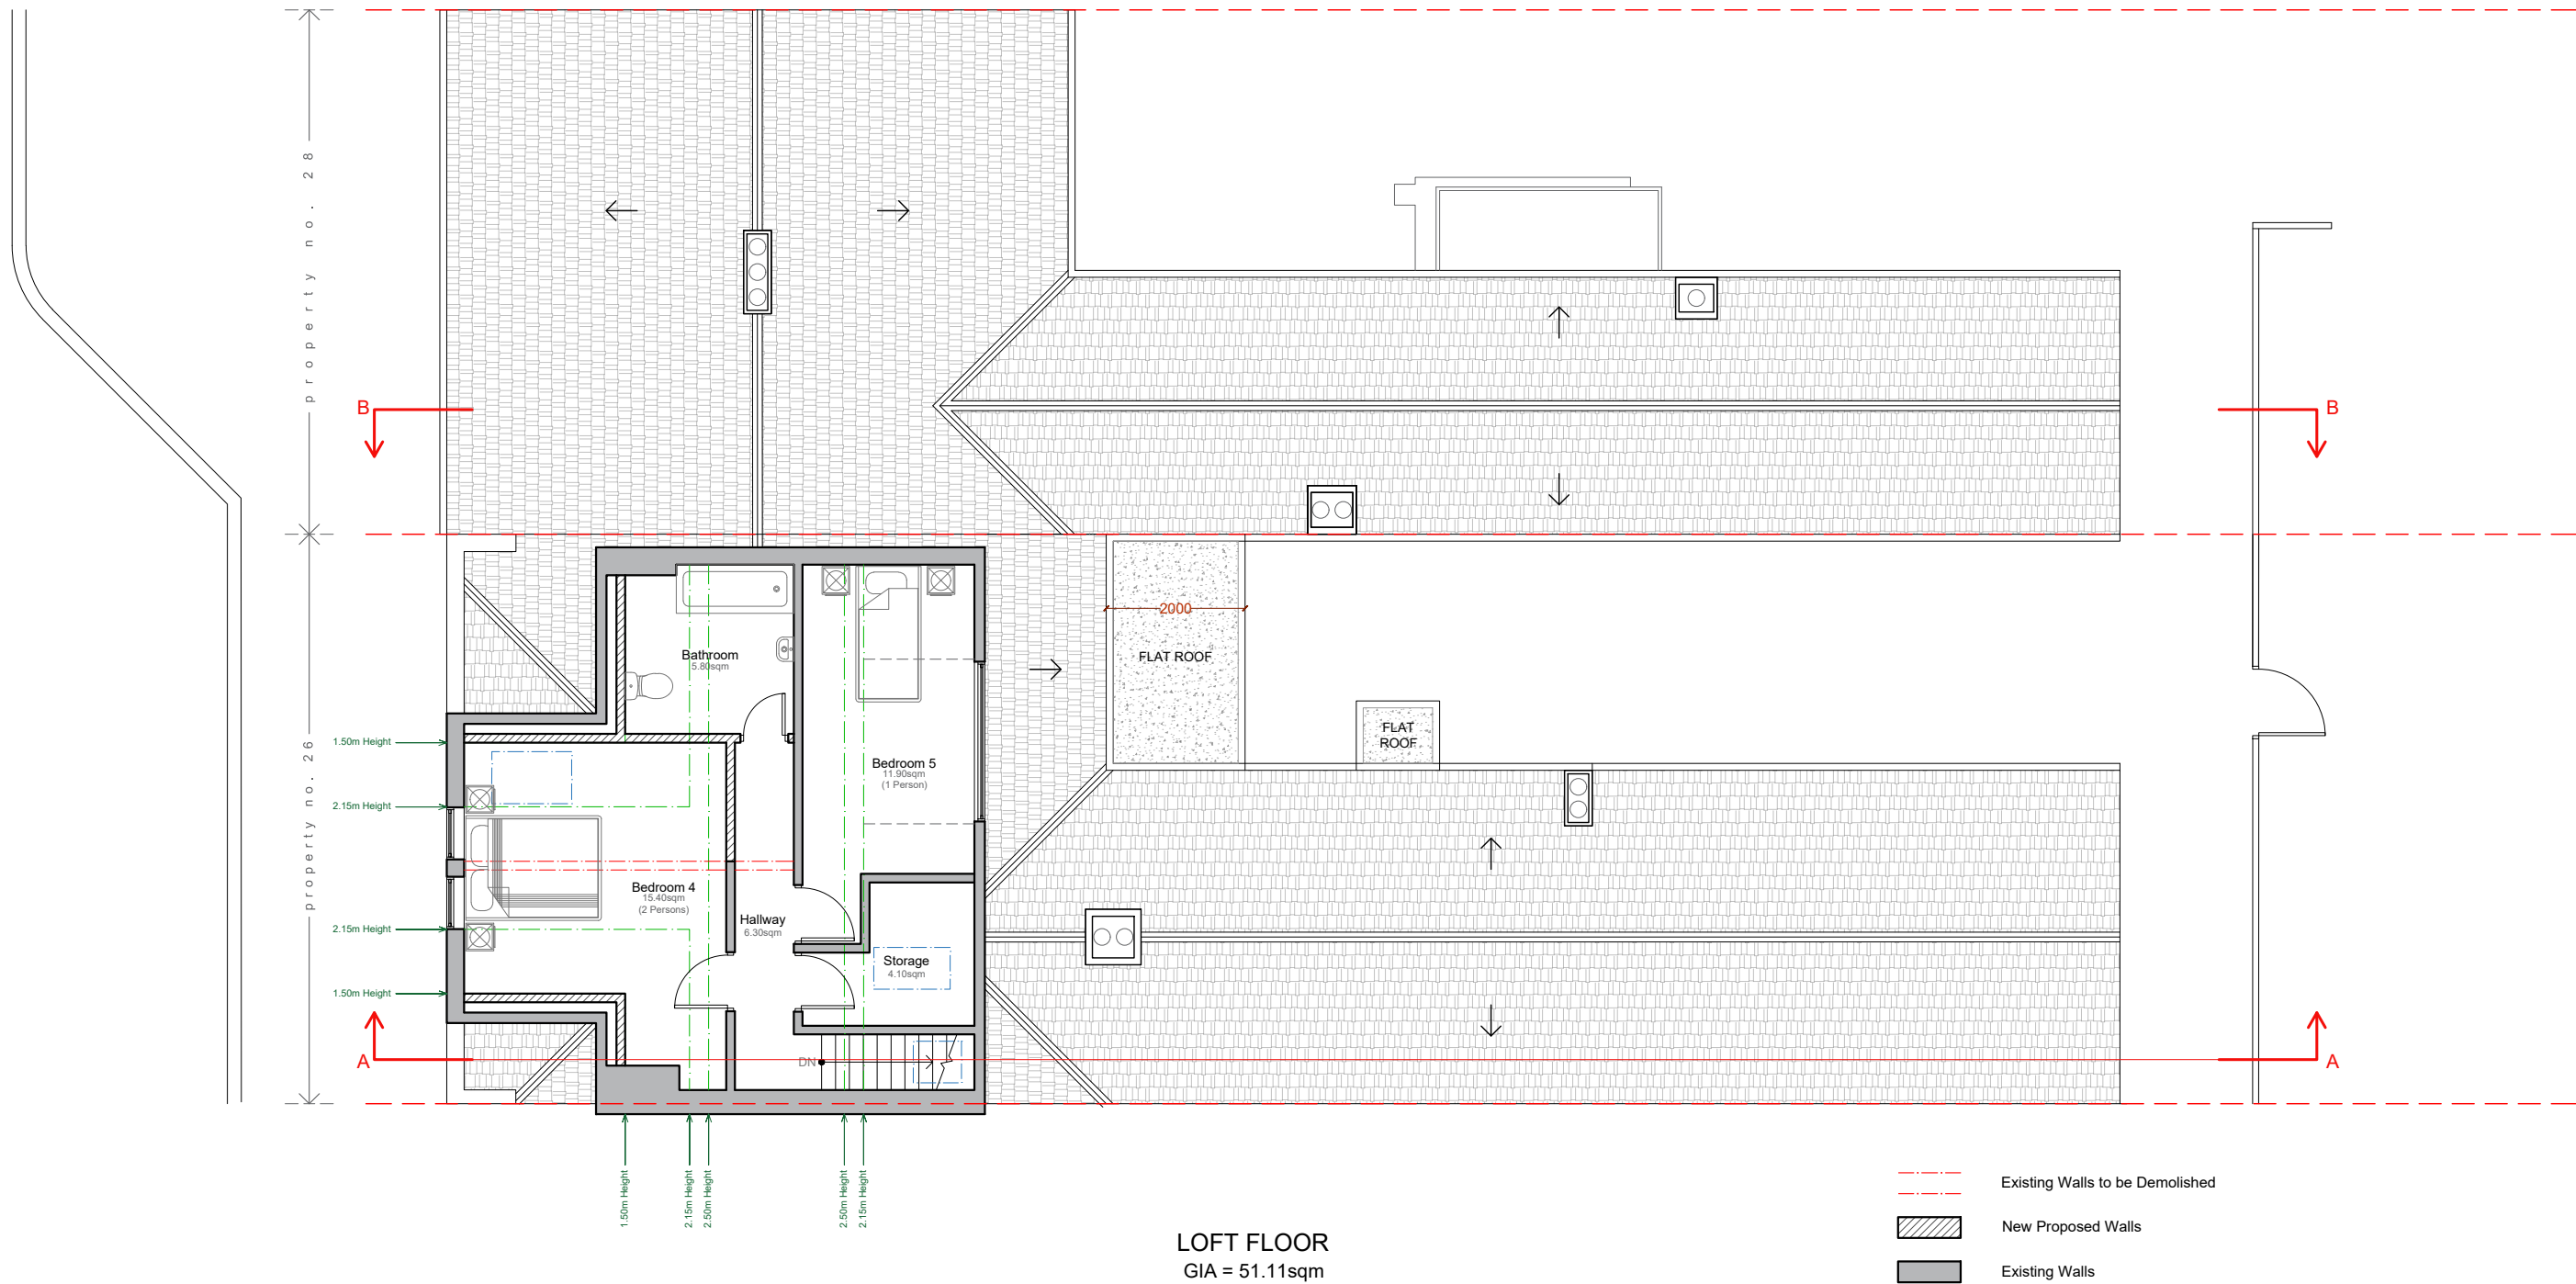 property no. 28
B
B
2000
FLAT ROOF
Bathroom
5.80sqm
FLAT
ROOF
1.50m Height
property no. 26
Bedroom 5
11.90sqm
(1 Person)
2.15m Height
Bedroom 4
15.40sqm
(2 Persons)
Hallway
6.30sqm
2.15m Height
Storage
4.10sqm
1.50m Height
A
DN
A
1.50m Height
2.15m Height
2.50m Height
2.50m Height
2.15m Height
Existing Walls to be Demolished
New Proposed Walls
Existing Walls
LOFT FLOOR
GIA = 51.11sqm